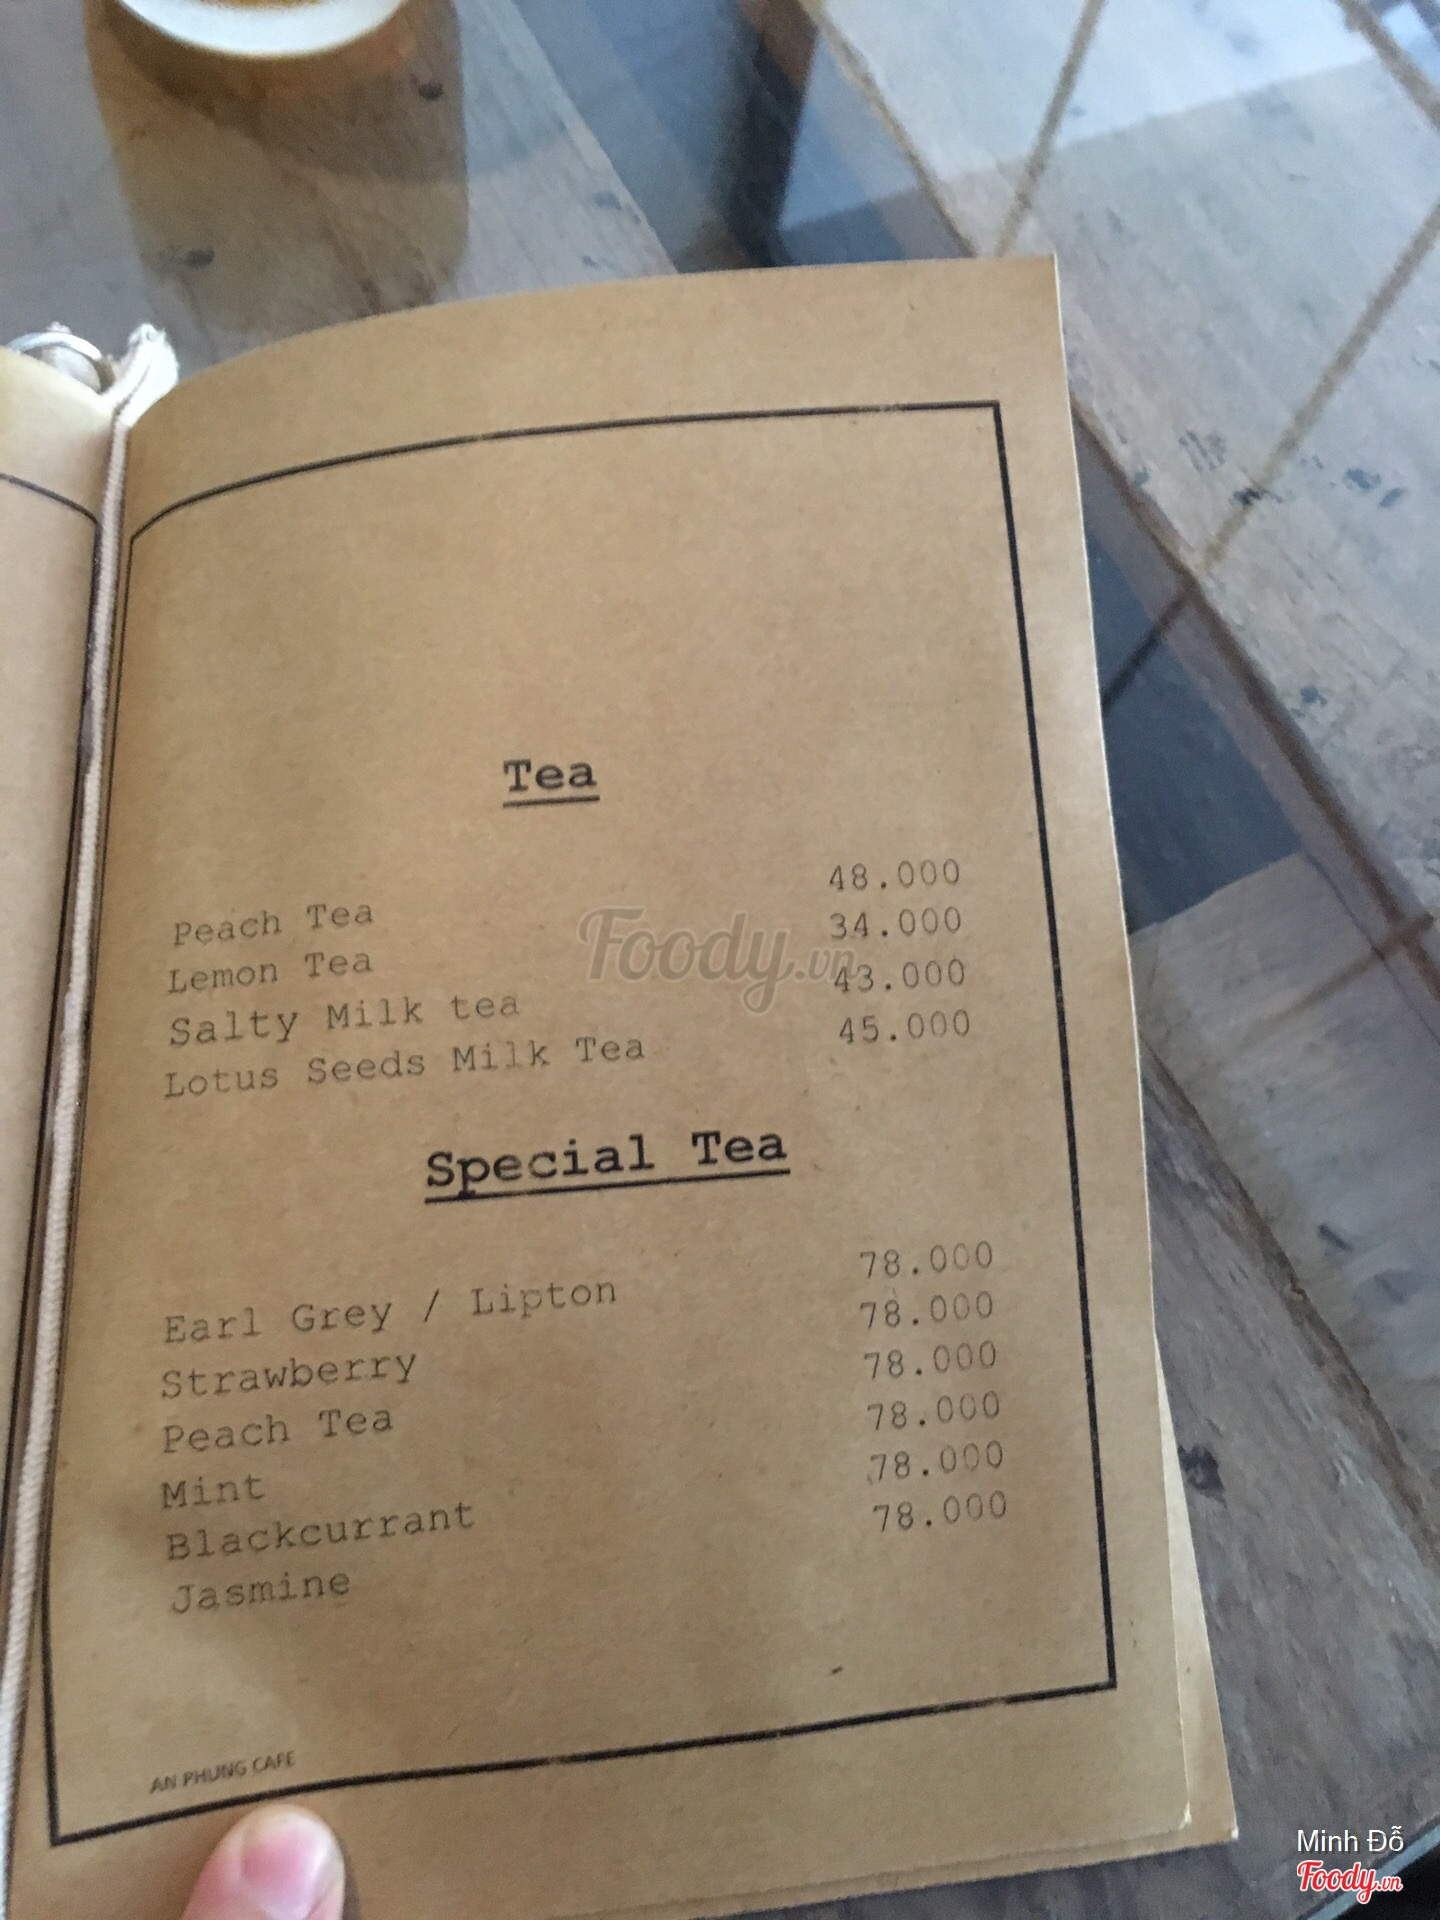 Tea
Peach Tea 48.000
Lemon Tea 34.000
Salty Milk tea 43.000
Lotus Seeds Milk Tea 45.000
Special Tea
Earl Grey / Lipton 78.000
Strawberry 78.000
Peach Tea 78.000
Mint 78.000
Blackcurrant 78.000
Jasmine 78.000
AN PHUNG CAFE
Foody.vn
Minh Đỗ
Foody.vn